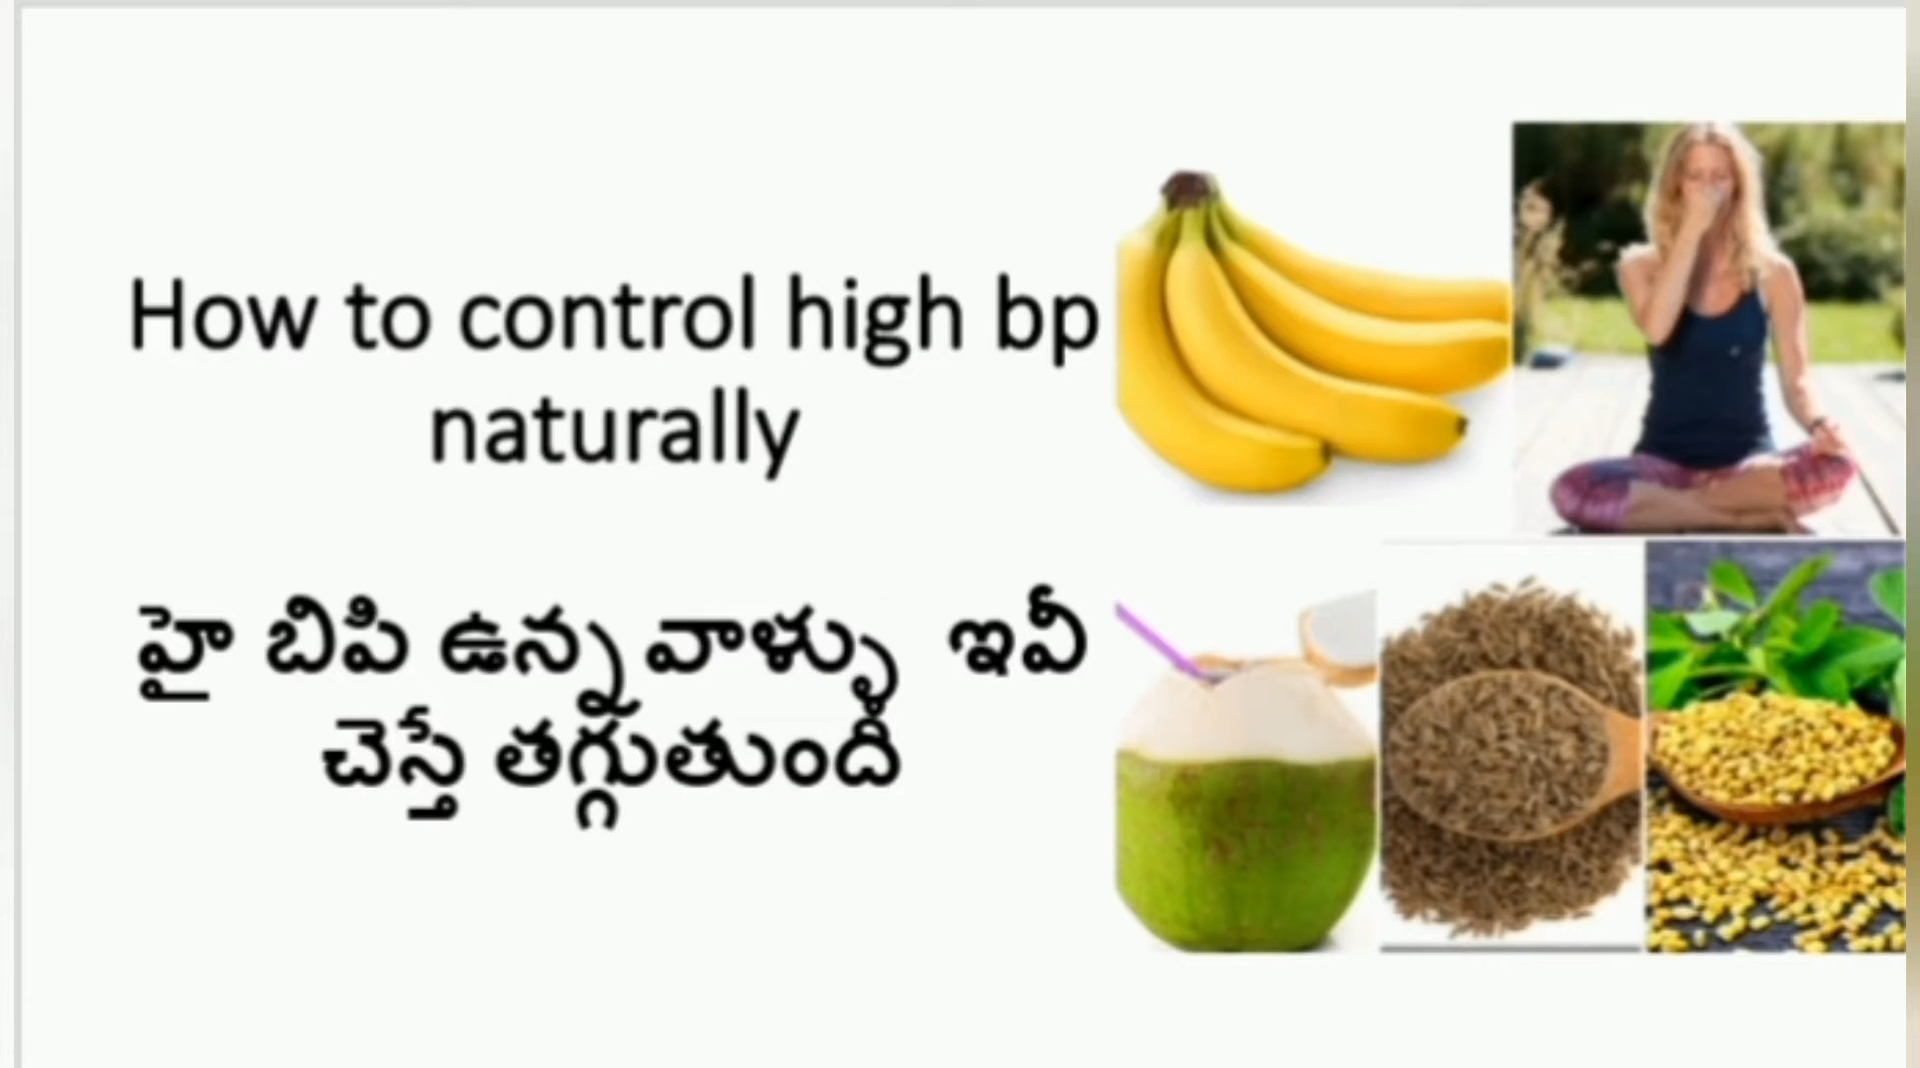 How to control high bp
naturally
హై బిపి ఉన్న వాళ్ళు ఇవీ
చెస్తే తగ్గుతుంది